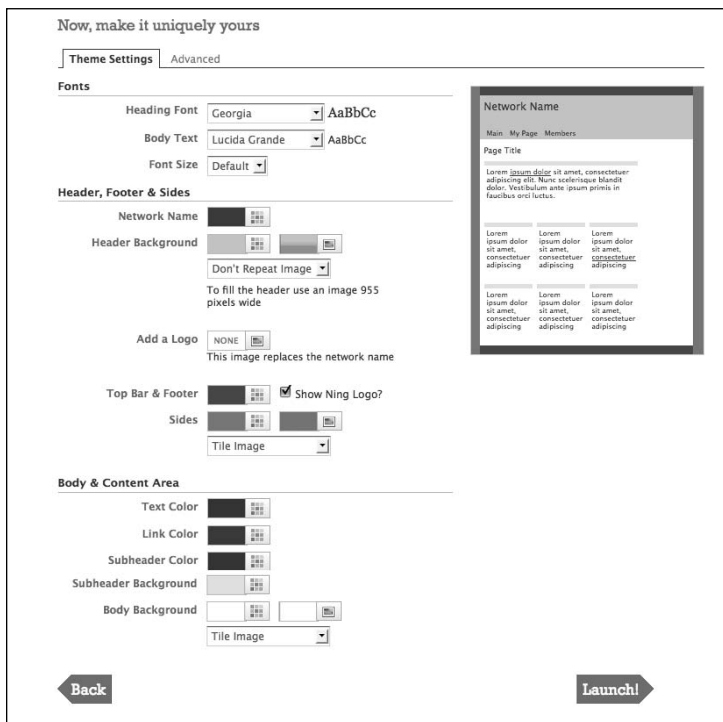 Now, make it uniquely yours
Theme Settings Advanced
Fonts
Heading Font Georgia AaBbCc
Body Text Lucida Grande AaBbCc
Font Size Default
Header, Footer & Sides
Network Name
Header Background
Don't Repeat Image
To fill the header use an image 955
pixels wide
Add a Logo NONE
This image replaces the network name
Top Bar & Footer Show Ning Logo?
Sides
Tile Image
Body & Content Area
Text Color
Link Color
Subheader Color
Subheader Background
Body Background
Tile Image
Back
Launch!
Network Name
Main My Page Members
Page Title
Lorem ipsum dolor sit amet, consectetuer
adipiscing elit. Nunc scelerisque blandit
dolor. Vestibulum ante ipsum primis in
faucibus orci luctus.
Lorem Lorem Lorem
ipsum dolor ipsum dolor ipsum dolor
sit amet, sit amet, sit amet,
consectetuer consectetuer consectetuer
adipiscing adipiscing adipiscing
Lorem Lorem Lorem
ipsum dolor ipsum dolor ipsum dolor
sit amet, sit amet, sit amet,
consectetuer consectetuer consectetuer
adipiscing adipiscing adipiscing